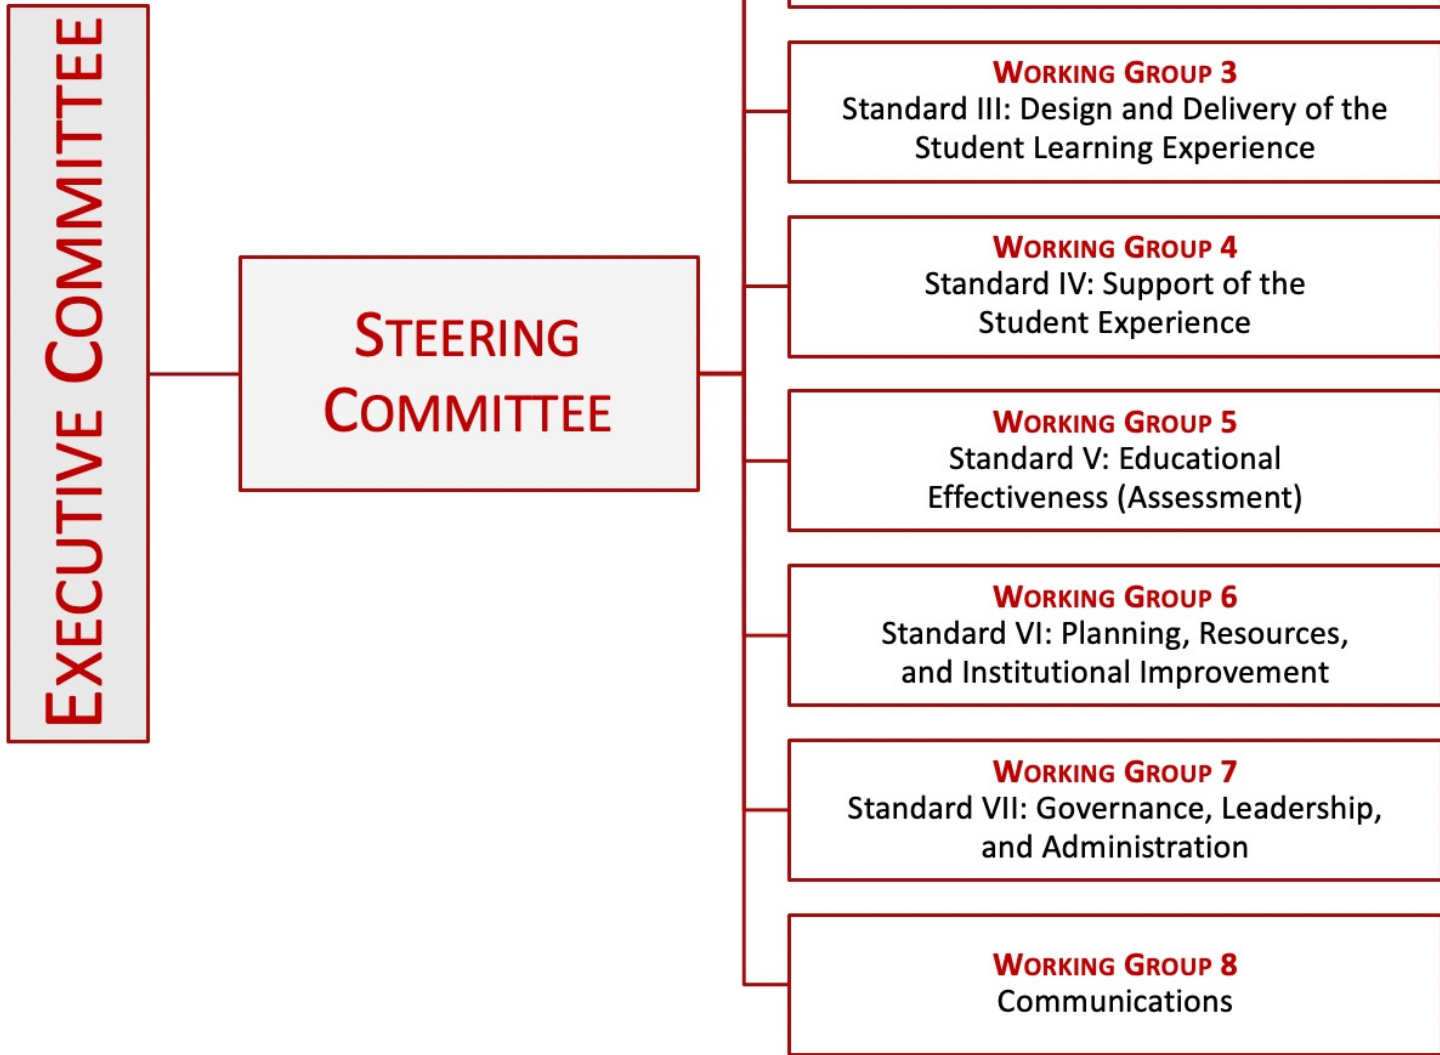 EXECUTIVE COMMITTEE
STEERING
COMMITTEE
WORKING GROUP 3
Standard III: Design and Delivery of the
Student Learning Experience
WORKING GROUP 4
Standard IV: Support of the
Student Experience
WORKING GROUP 5
Standard V: Educational
Effectiveness (Assessment)
WORKING GROUP 6
Standard VI: Planning, Resources,
and Institutional Improvement
WORKING GROUP 7
Standard VII: Governance, Leadership,
and Administration
WORKING GROUP 8
Communications